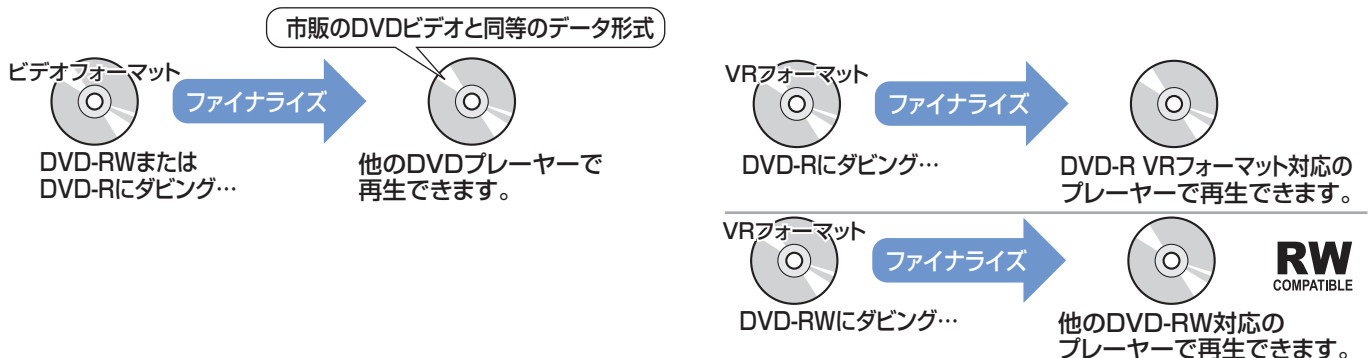 市販のDVDビデオと同等のデータ形式
ビデオフォーマット
ファイナライズ
DVD-RWまたは
DVD-Rにダビング…
他のDVDプレーヤーで
再生できます。
VRフォーマット
ファイナライズ
DVD-Rにダビング…
DVD-R VRフォーマット対応の
プレーヤーで再生できます。
VRフォーマット
ファイナライズ
RW
COMPATIBLE
DVD-RWにダビング…
他のDVD-RW対応の
プレーヤーで再生できます。